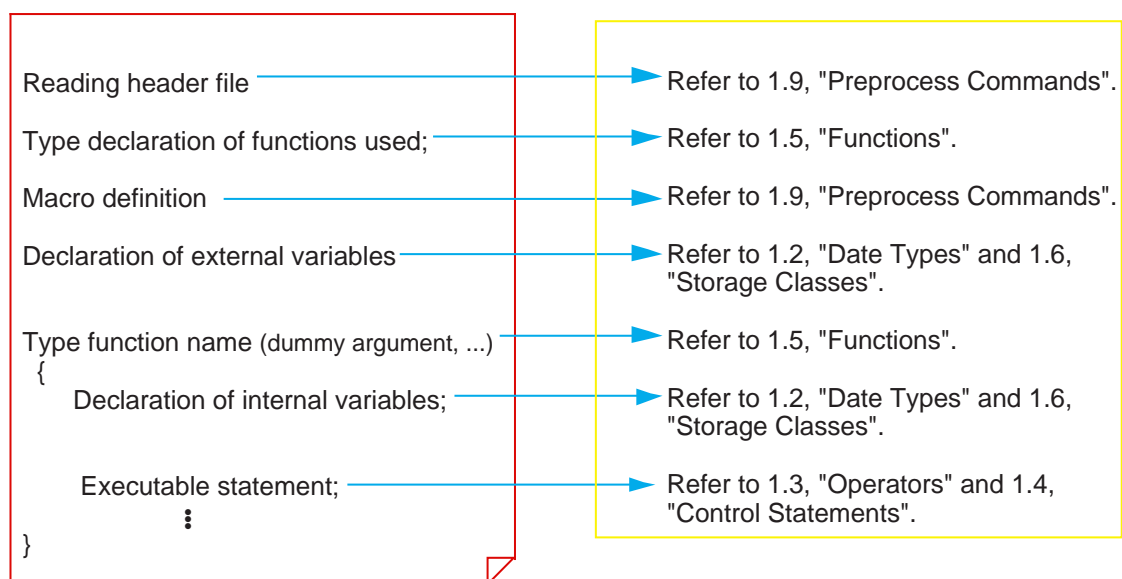 Reading header file Refer to 1.9, "Preprocess Commands".
Type declaration of functions used; Refer to 1.5, "Functions".
Macro definition Refer to 1.9, "Preprocess Commands".
Declaration of external variables Refer to 1.2, "Date Types" and 1.6,
"Storage Classes".
Type function name (dummy argument, ...) Refer to 1.5, "Functions".
{
Declaration of internal variables; Refer to 1.2, "Date Types" and 1.6,
"Storage Classes".
Executable statement; Refer to 1.3, "Operators" and 1.4,
"Control Statements".
⋮
}